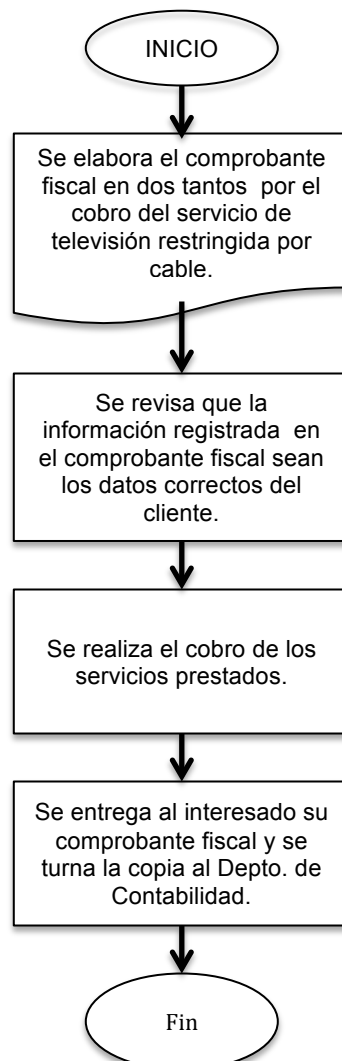 INICIO
Se elabora el comprobante
fiscal en dos tantos por el
cobro del servicio de
televisión restringida por
cable.
Se revisa que la
información registrada en
el comprobante fiscal sean
los datos correctos del
cliente.
Se realiza el cobro de los
servicios prestados.
Se entrega al interesado su
comprobante fiscal y se
turna la copia al Depto. de
Contabilidad.
Fin